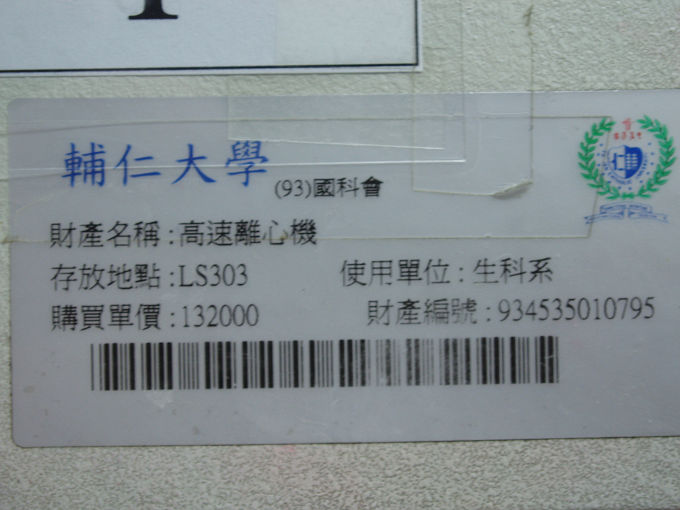 輔仁大學
(93)國科會
財產名稱:高速離心機
存放地點:LS303 使用單位:生科系
購買單價:132000 財產編號:934535010795